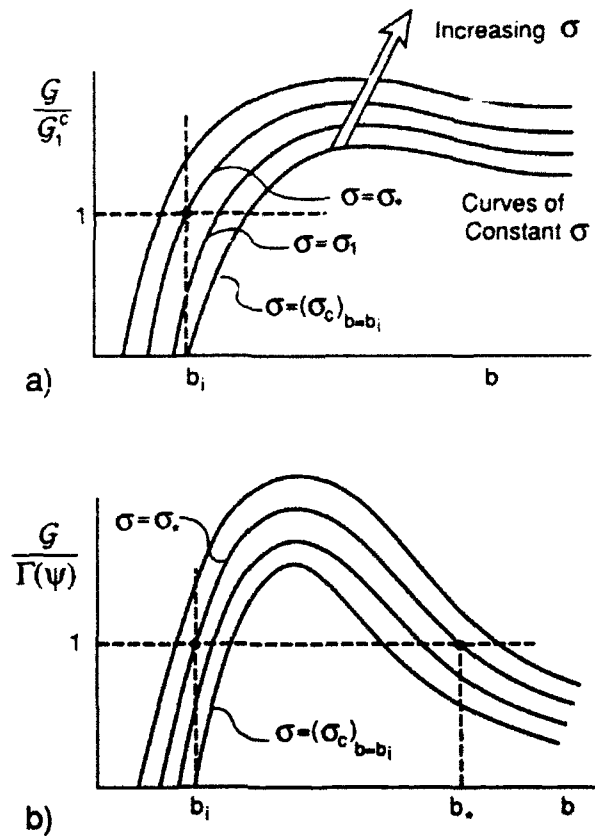 Increasing σ
G
G₁ᶜ
1
σ=σ*
σ=σ₁
Curves of
Constant σ
σ=(σc)b=bᵢ
bᵢ
b
a)
σ=σ*
G
Γ(ψ)
1
σ=(σc)b=bᵢ
bᵢ
b*
b
b)